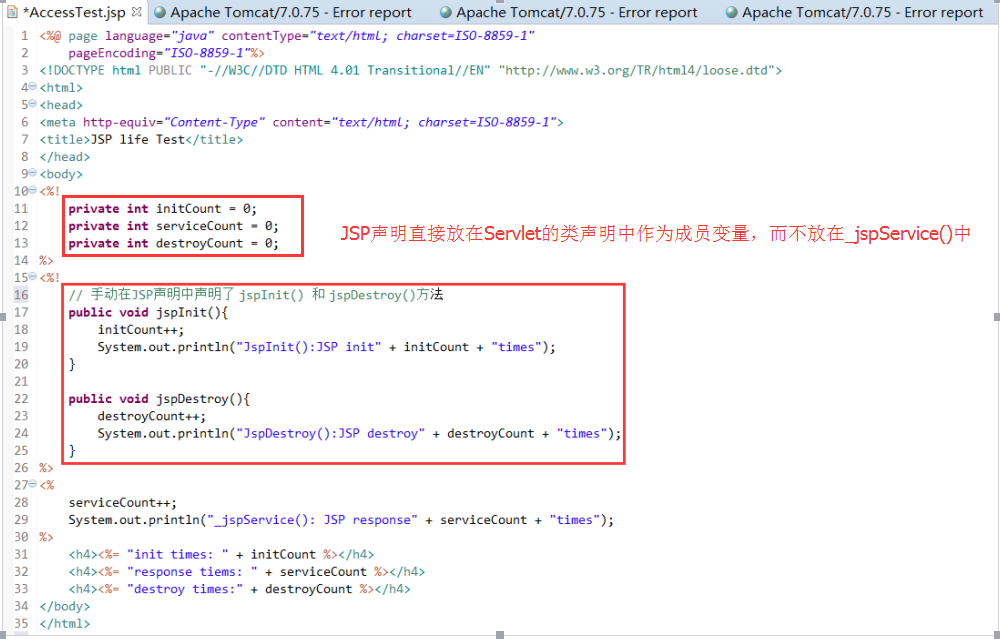 *AccessTest.jsp Apache Tomcat/7.0.75 - Error report Apache Tomcat/7.0.75 - Error report Apache Tomcat/7.0.75 - Error report
1 <%@ page language="java" contentType="text/html; charset=ISO-8859-1"
2 pageEncoding="ISO-8859-1"%>
3 <!DOCTYPE html PUBLIC "-//W3C//DTD HTML 4.01 Transitional//EN" "http://www.w3.org/TR/html4/loose.dtd">
4 <html>
5 <head>
6 <meta http-equiv="Content-Type" content="text/html; charset=ISO-8859-1">
7 <title>JSP life Test</title>
8 </head>
9 <body>
10 <%!
11 private int initCount = 0;
12 private int serviceCount = 0;
JSP声明直接放在Servlet的类声明中作为成员变量，而不放在_jspService()中
13 private int destroyCount = 0;
14 %>
15 <%!
16 // 手动在JSP声明中声明了 jspInit() 和 jspDestroy()方法
17 public void jspInit(){
18 initCount++;
19 System.out.println("JspInit():JSP init" + initCount + "times");
20 }
21
22 public void jspDestroy(){
23 destroyCount++;
24 System.out.println("JspDestroy():JSP destroy" + destroyCount + "times");
25 }
26 %>
27 <%
28 serviceCount++;
29 System.out.println("_jspService(): JSP response" + serviceCount + "times");
30 %>
31 <h4><%= "init times: " + initCount %></h4>
32 <h4><%= "response tiems: " + serviceCount %></h4>
33 <h4><%= "destroy times:" + destroyCount %></h4>
34 </body>
35 </html>